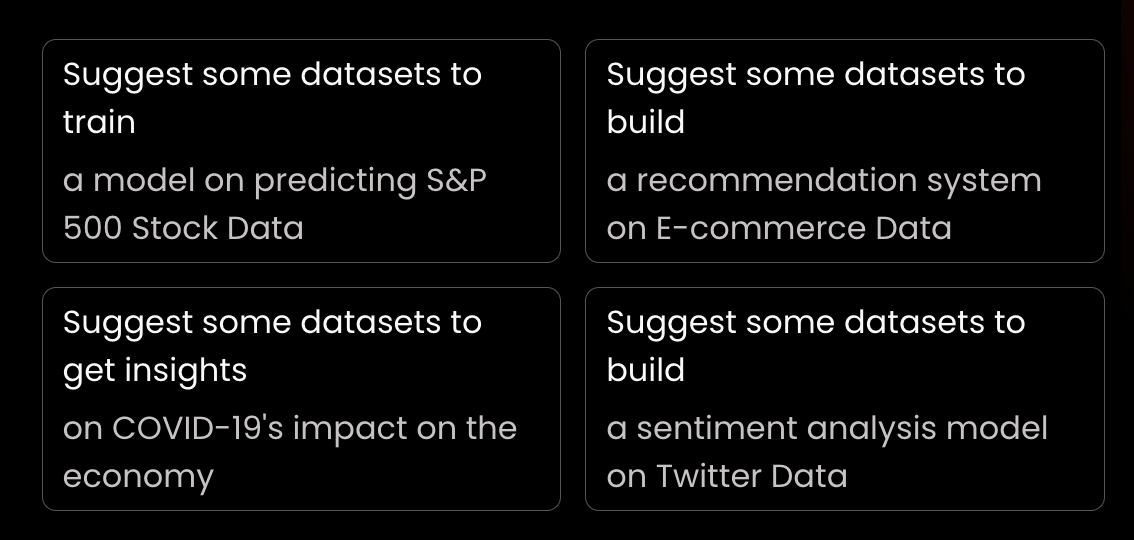 Suggest some datasets to
train
a model on predicting S&P
500 Stock Data
Suggest some datasets to
build
a recommendation system
on E-commerce Data
Suggest some datasets to
get insights
on COVID-19's impact on the
economy
Suggest some datasets to
build
a sentiment analysis model
on Twitter Data